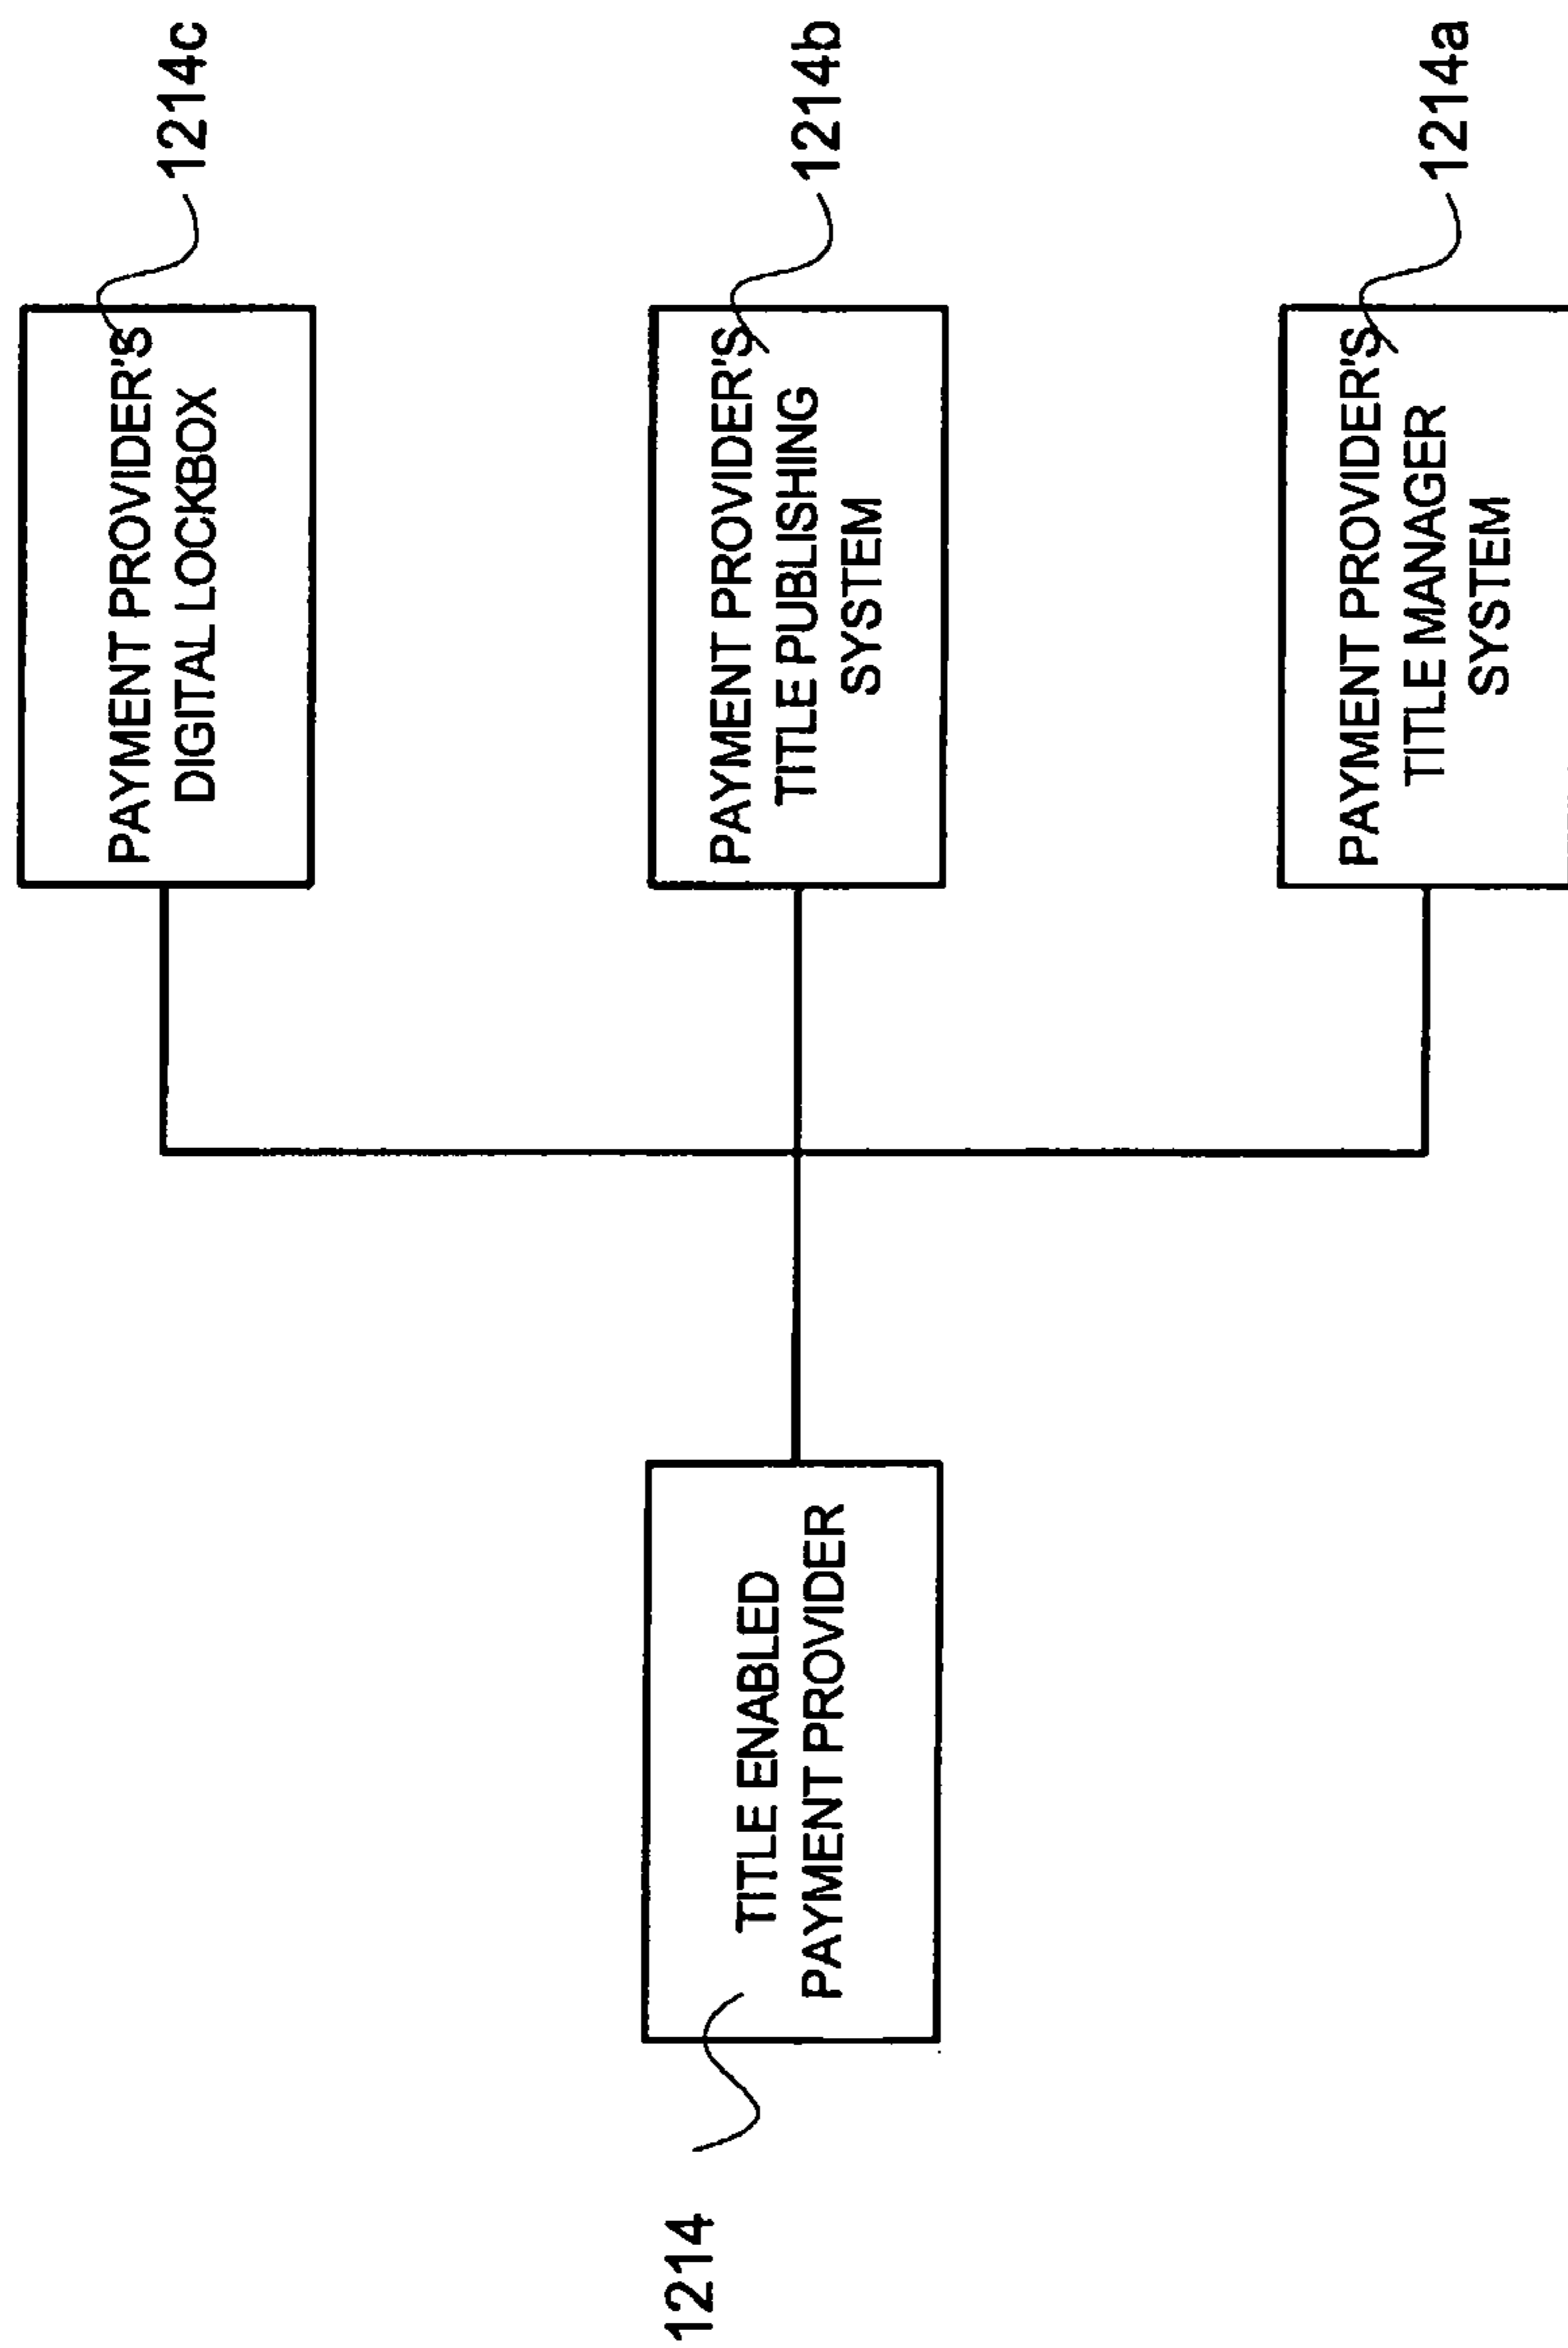 1214c
PAYMENT PROVIDER'S
DIGITAL LOCKBOX
1214b
PAYMENT PROVIDER'S
TITLE PUBLISHING
SYSTEM
1214a
PAYMENT PROVIDER'S
TITLE MANAGER
SYSTEM
TITLE ENABLED
PAYMENT PROVIDER
1214